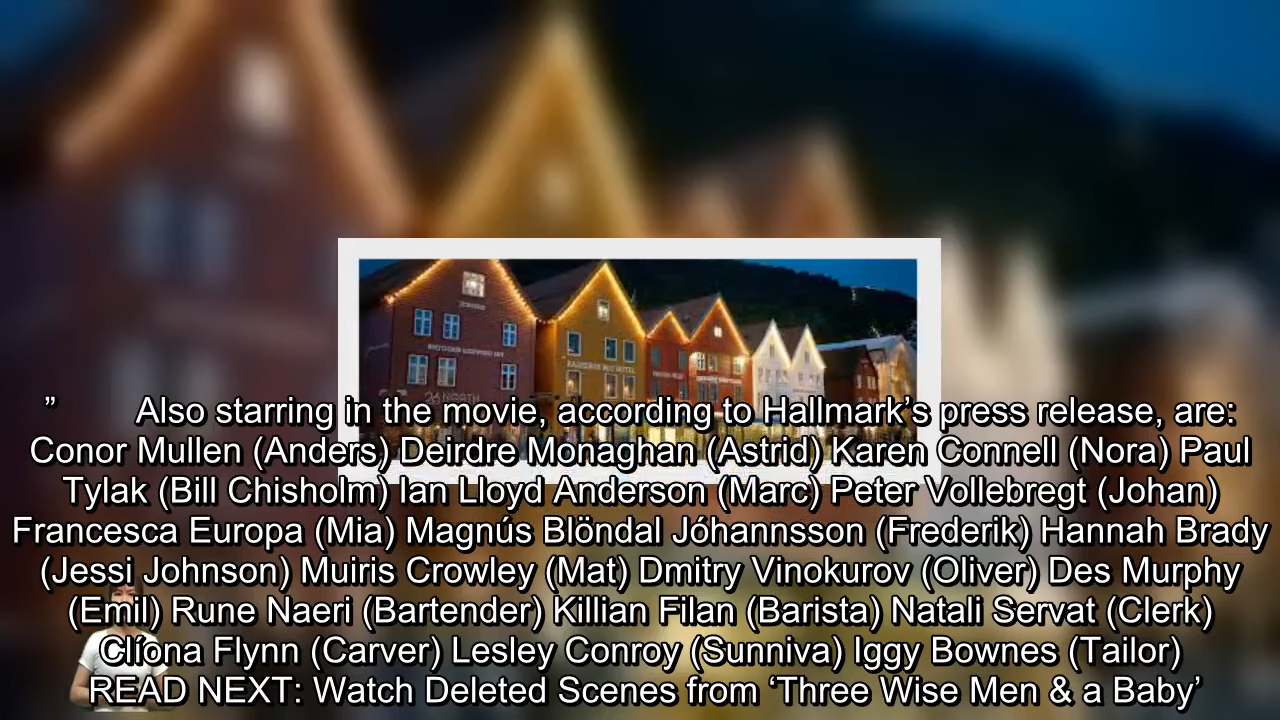 ”        Also starring in the movie, according to Hallmark’s press release, are:
Conor Mullen (Anders) Deirdre Monaghan (Astrid) Karen Connell (Nora) Paul
Tylak (Bill Chisholm) Ian Lloyd Anderson (Marc) Peter Vollebregt (Johan)
Francesca Europa (Mia) Magnús Blöndal Jóhannsson (Frederik) Hannah Brady
(Jessi Johnson) Muiris Crowley (Mat) Dmitry Vinokurov (Oliver) Des Murphy
(Emil) Rune Naeri (Bartender) Killian Filan (Barista) Natali Servat (Clerk)
Clíona Flynn (Carver) Lesley Conroy (Sunniva) Iggy Bownes (Tailor)
READ NEXT: Watch Deleted Scenes from ‘Three Wise Men & a Baby’